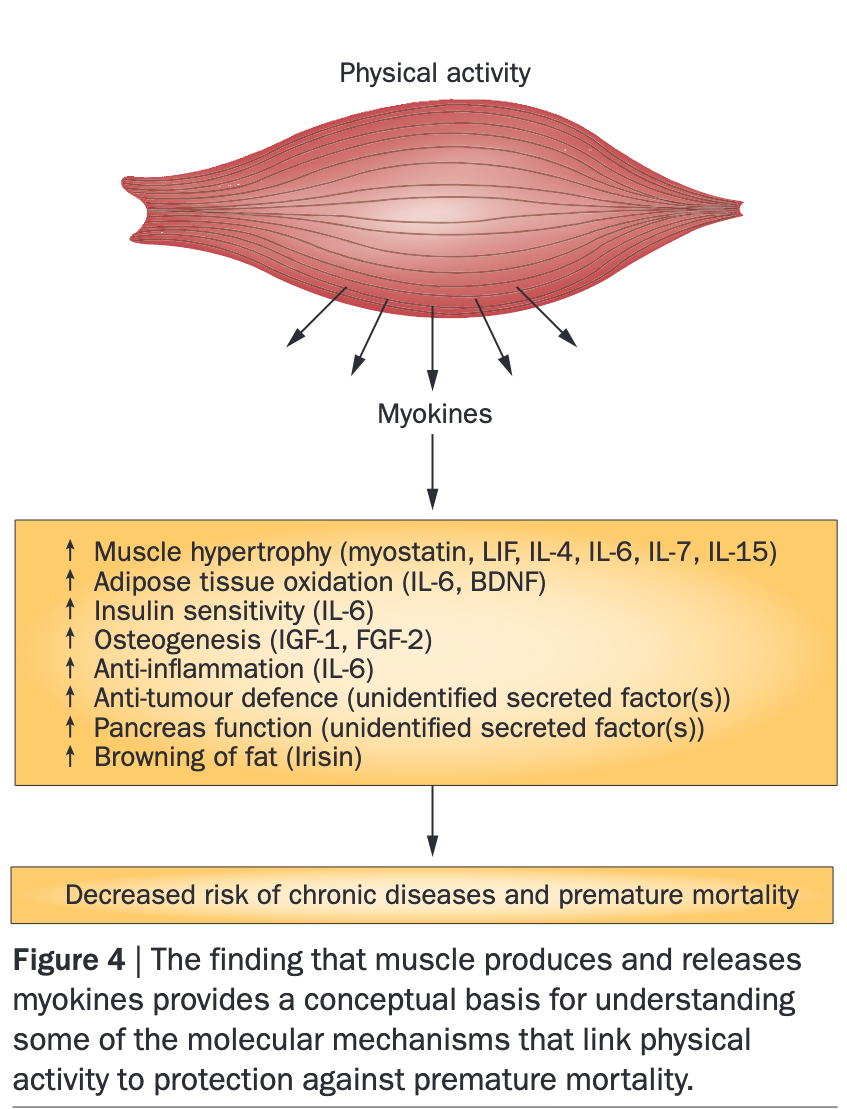 Physical activity
Myokines
↑ Muscle hypertrophy (myostatin, LIF, IL-4, IL-6, IL-7, IL-15)
↑ Adipose tissue oxidation (IL-6, BDNF)
↑ Insulin sensitivity (IL-6)
↑ Osteogenesis (IGF-1, FGF-2)
↑ Anti-inflammation (IL-6)
↑ Anti-tumour defence (unidentified secreted factor(s))
↑ Pancreas function (unidentified secreted factor(s))
↑ Browning of fat (Irisin)
Decreased risk of chronic diseases and premature mortality
Figure 4 | The finding that muscle produces and releases
myokines provides a conceptual basis for understanding
some of the molecular mechanisms that link physical
activity to protection against premature mortality.